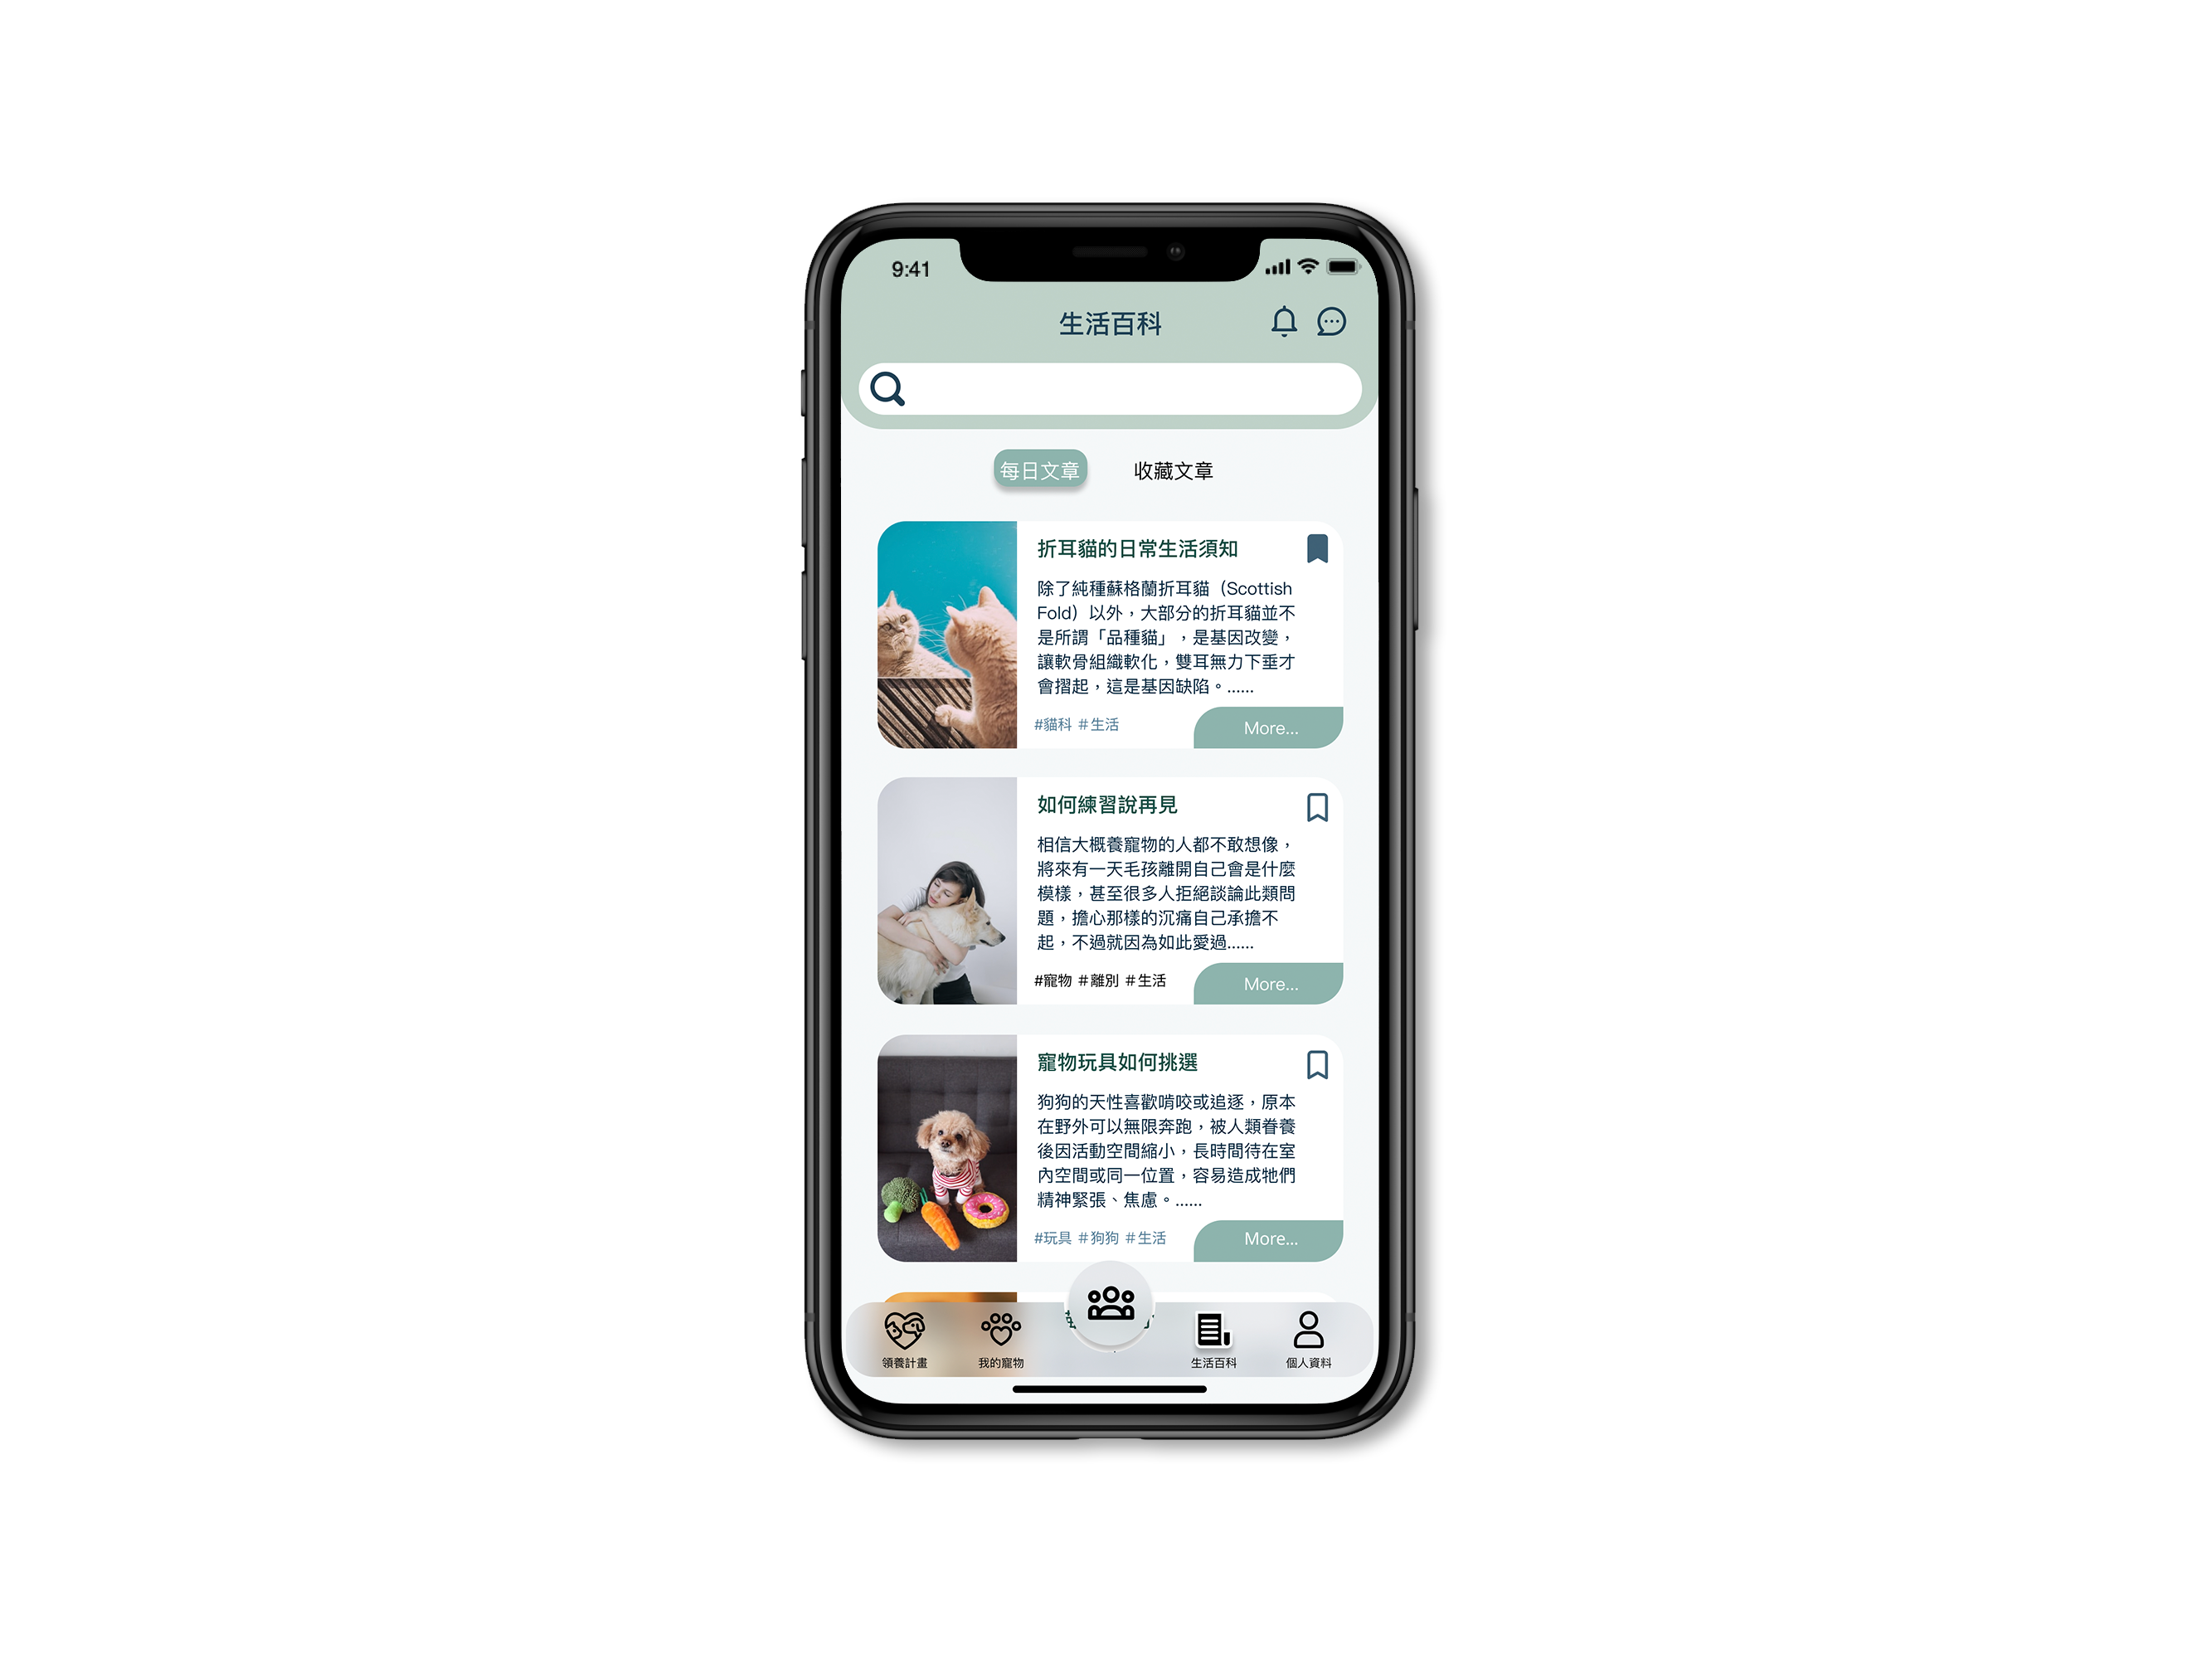 9:41
生活百科
每日文章
收藏文章
折耳貓的日常生活須知
除了純種蘇格蘭折耳貓（Scottish
Fold）以外，大部分的折耳貓並不
是所謂「品種貓」，是基因改變，
讓軟骨組織軟化，雙耳無力下垂才
會摺起，這是基因缺陷。......
#貓科 #生活
More...
如何練習說再見
相信大概養寵物的人都不敢想像，
將來有一天毛孩離開自己會是什麼
模樣，甚至很多人拒絕談論此類問
題，擔心那樣的沉痛自己承擔不
起，不過就因為如此愛過......
#寵物 #離別 #生活
More...
寵物玩具如何挑選
狗狗的天性喜歡啃咬或追逐，原本
在野外可以無限奔跑，被人類眷養
後因活動空間縮小，長時間待在室
內空間或同一位置，容易造成牠們
精神緊張、焦慮。......
#玩具 #狗狗 #生活
More...
領養計畫
我的寵物
生活百科
個人資料